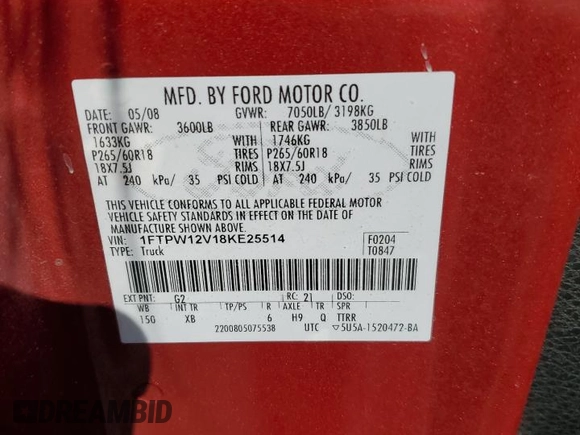 MFD. BY FORD MOTOR CO.
DATE: 05/08 GVWR: 7050LB/ 3198KG
FRONT GAWR: 3600LB REAR GAWR: 3850LB
1633KG WITH 1746KG WITH
P265/60R18 TIRES P265/60R18 TIRES
18X7.5J RIMS 18X7.5J RIMS
AT 240 kPa/ 35 PSI COLD AT 240 kPa/ 35 PSI COLD
THIS VEHICLE CONFORMS TO ALL APPLICABLE FEDERAL MOTOR
VEHICLE SAFETY STANDARDS IN EFFECT ON THE DATE OF
MANUFACTURE SHOWN ABOVE.
VIN: 1FTPW12V18KE25514 F0204
TYPE: Truck T0847
EXT PNT: G2 RC: 21 DSO:
WB INT TR TP/PS R AXLE TR SPR
150 XB 6 H9 Q TTRR
2200805075538 UTC ▽5U5A-1520472-BA
DREAMBID